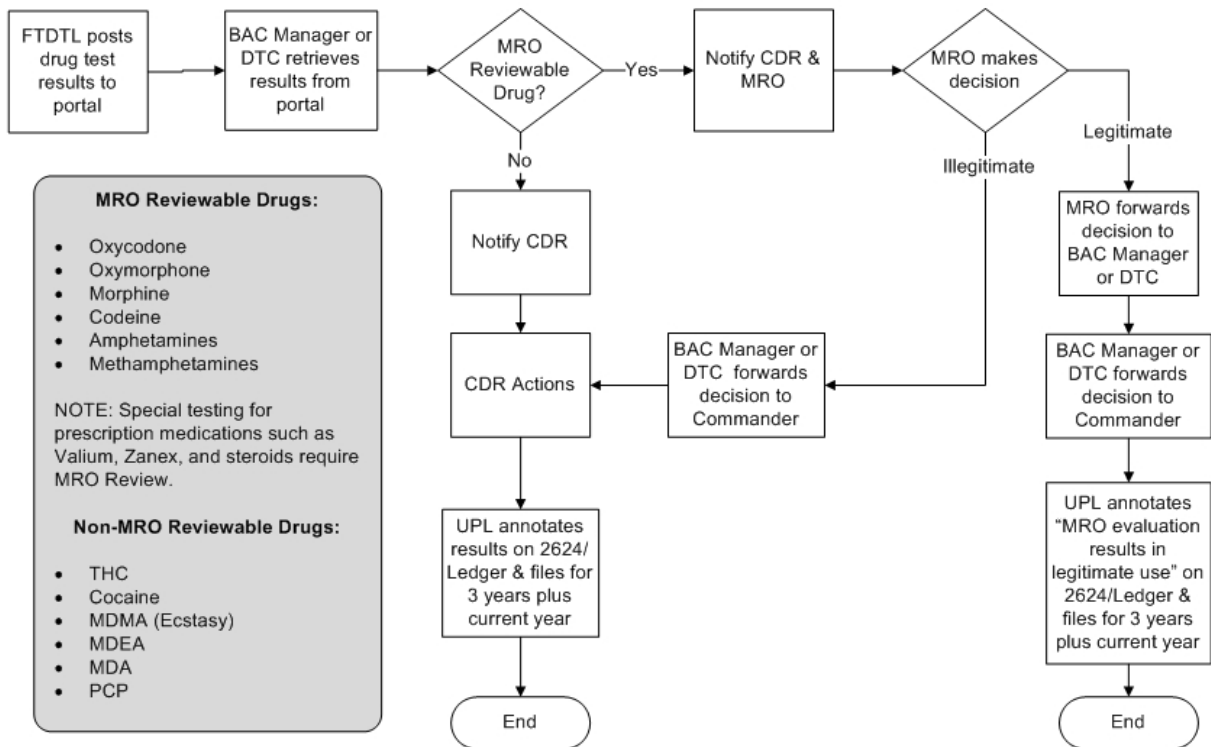 FTDTL posts
drug test
results to
portal
BAC Manager or
DTC retrieves
results from
portal
MRO
Reviewable
Drug?
Yes
Notify CDR &
MRO
MRO makes
decision
Legitimate
Illegitimate
No
Notify CDR
CDR Actions
BAC Manager or
DTC forwards
decision to
Commander
MRO forwards
decision to
BAC Manager
or DTC
BAC Manager or
DTC forwards
decision to
Commander
UPL annotates
results on 2624/
Ledger & files for
3 years plus
current year
End
UPL annotates
“MRO evaluation
results in
legitimate use” on
2624/Ledger &
files for 3 years
plus current year
End
MRO Reviewable Drugs:
• Oxycodone
• Oxymorphone
• Morphine
• Codeine
• Amphetamines
• Methamphetamines
NOTE: Special testing for
prescription medications such as
Valium, Zanex, and steroids require
MRO Review.
Non-MRO Reviewable Drugs:
• THC
• Cocaine
• MDMA (Ecstasy)
• MDEA
• MDA
• PCP